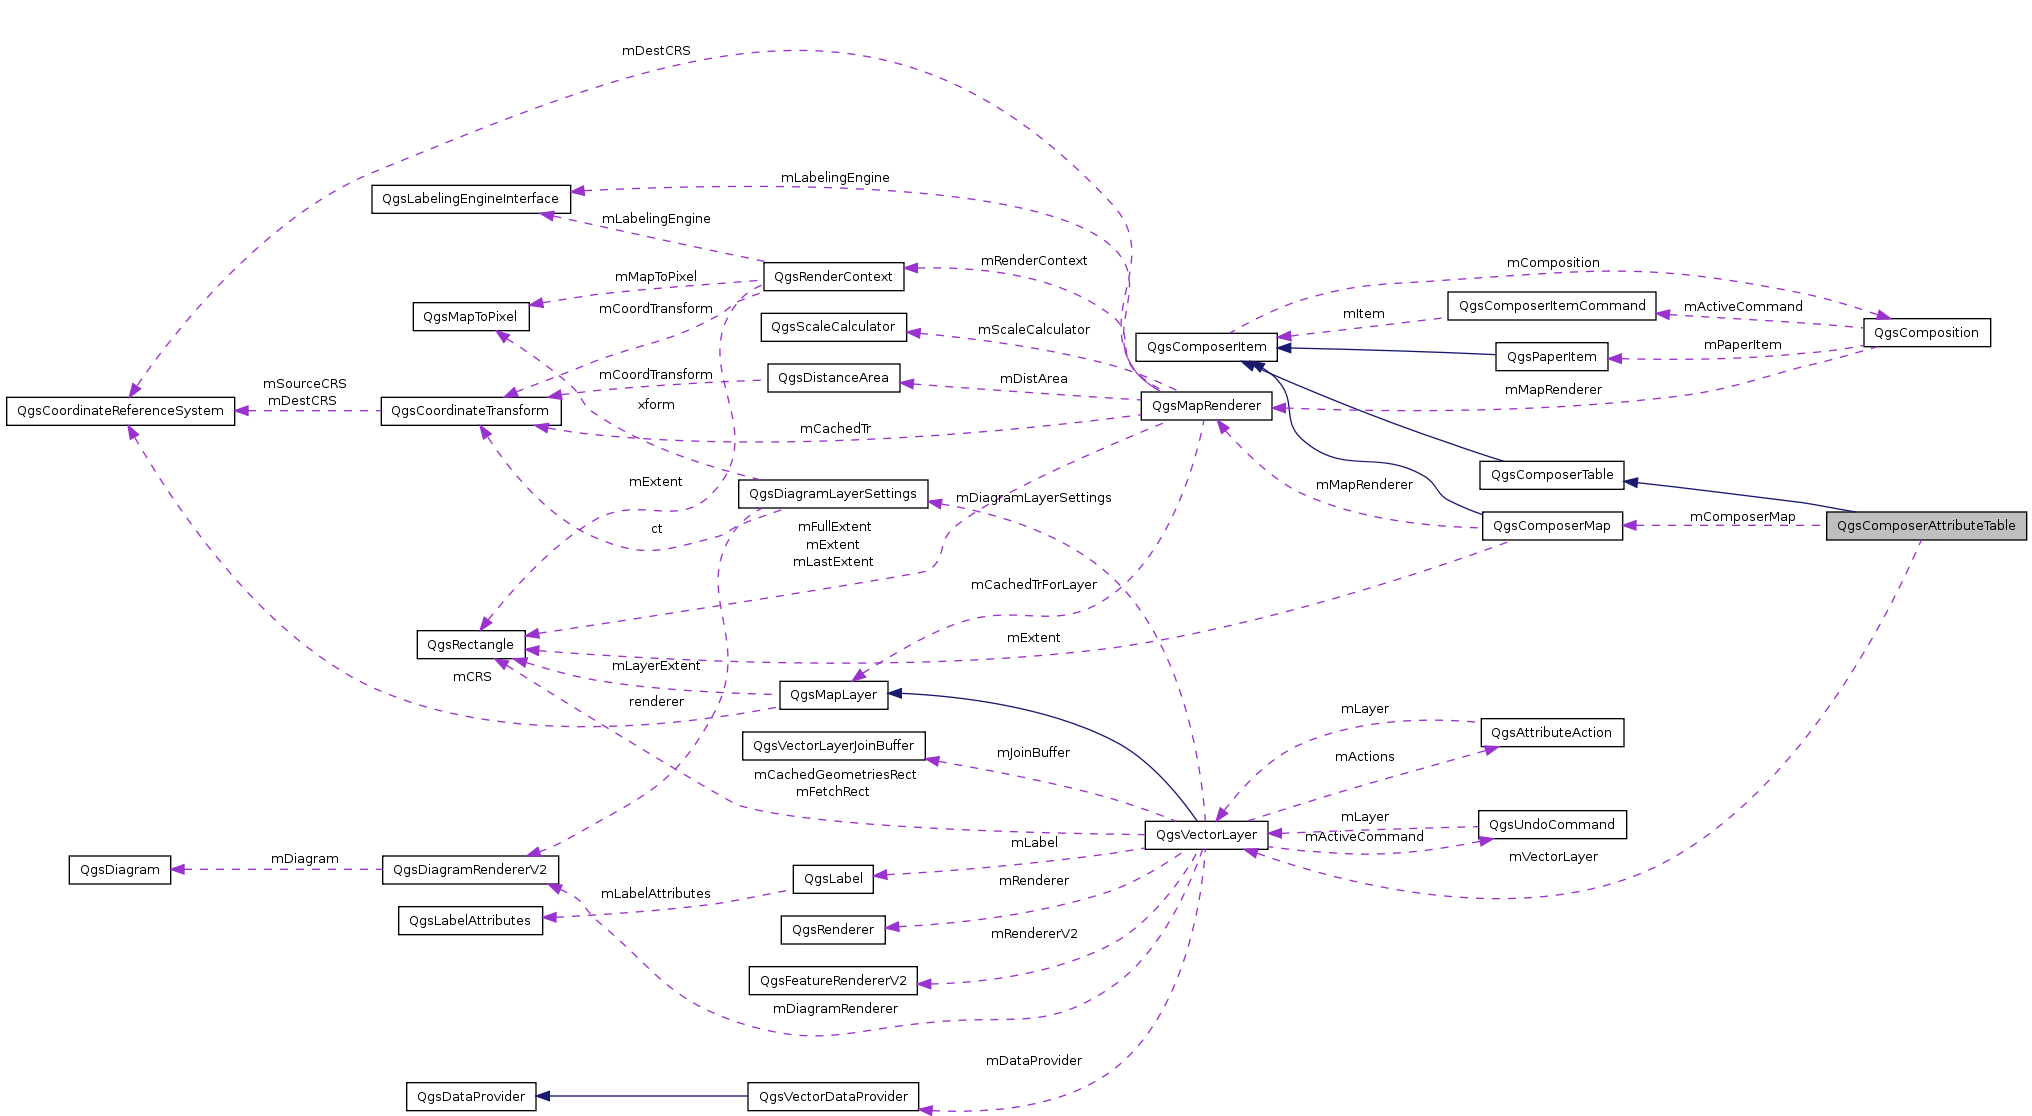 mDestCRS
mLabelingEngine
QgsLabelingEngineInterface
mLabelingEngine
mRenderContext
mComposition
mMapToPixel
QgsRenderContext
mCoordTransform
QgsComposerItemCommand
mActiveCommand
mItem
QgsMapToPixel
QgsScaleCalculator
mScaleCalculator
QgsComposition
QgsComposerItem
mPaperItem
QgsPaperItem
mCoordTransform
QgsDistanceArea
mDistArea
mSourceCRS
mDestCRS
mMapRenderer
xform
QgsMapRenderer
QgsCoordinateReferenceSystem
QgsCoordinateTransform
mCachedTr
QgsComposerTable
mExtent
mMapRenderer
QgsDiagramLayerSettings
mDiagramLayerSettings
mComposerMap
ct
mFullExtent
mExtent
mLastExtent
QgsComposerMap
QgsComposerAttributeTable
mCachedTrForLayer
mExtent
QgsRectangle
mLayerExtent
mCRS
QgsMapLayer
renderer
mLayer
QgsAttributeAction
QgsVectorLayerJoinBuffer
mJoinBuffer
mActions
mCachedGeometriesRect
mFetchRect
mLayer
QgsUndoCommand
QgsVectorLayer
mActiveCommand
mLabel
mVectorLayer
mDiagram
QgsDiagram
QgsDiagramRendererV2
QgsLabel
mRenderer
mLabelAttributes
QgsLabelAttributes
QgsRenderer
mRendererV2
QgsFeatureRendererV2
mDiagramRenderer
mDataProvider
QgsDataProvider
QgsVectorDataProvider